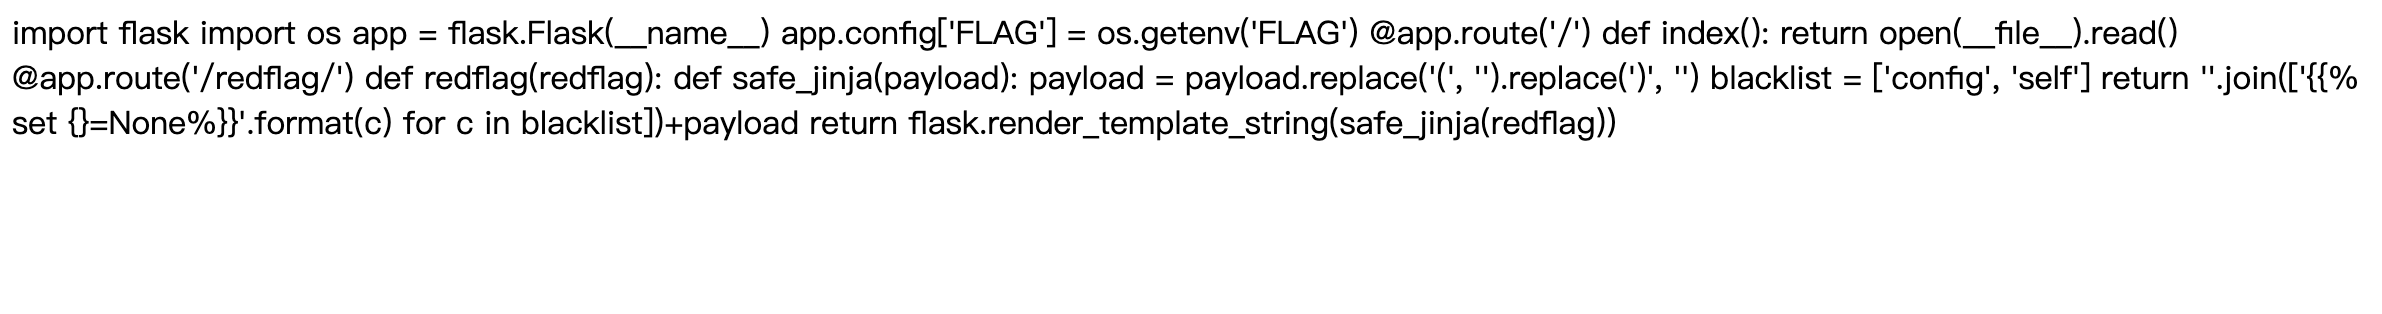 import flask import os app = flask.Flask(__name__) app.config['FLAG'] = os.getenv('FLAG') @app.route('/') def index(): return open(__file__).read()
@app.route('/redflag/') def redflag(redflag): def safe_jinja(payload): payload = payload.replace('(', '').replace(')', '') blacklist = ['config', 'self'] return ''.join(['{{%
set {}=None%}}'.format(c) for c in blacklist])+payload return flask.render_template_string(safe_jinja(redflag))